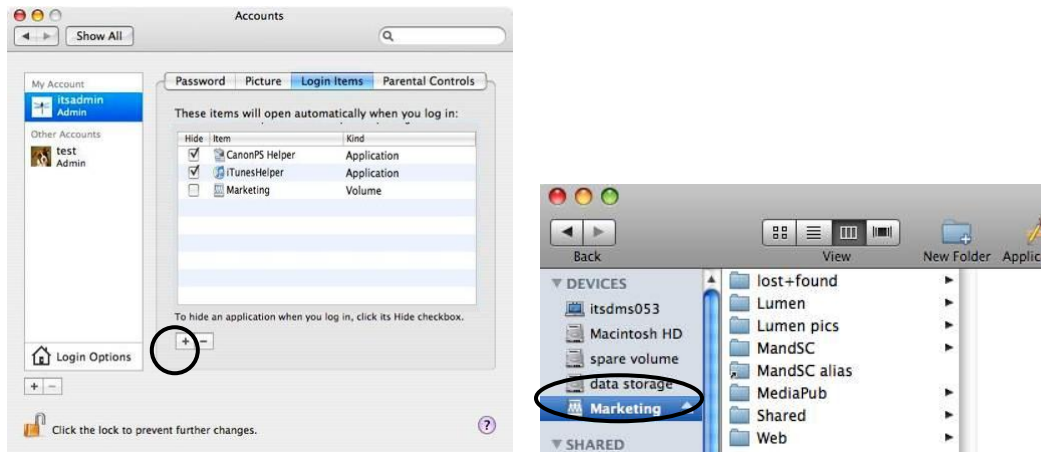 Accounts
Show All
My Account
itsadmin
Admin
Other Accounts
test
Admin
Login Options
Password Picture Login Items Parental Controls
These items will open automatically when you log in:
Hide Item Kind
CanonPS Helper Application
iTunesHelper Application
Marketing Volume
To hide an application when you log in, click its Hide checkbox.
+ −
+ −
Click the lock to prevent further changes.
?
Back View New Folder Applic
DEVICES
itsdms053
Macintosh HD
spare volume
data storage
Marketing
SHARED
lost+found
Lumen
Lumen pics
MandSC
MandSC alias
MediaPub
Shared
Web